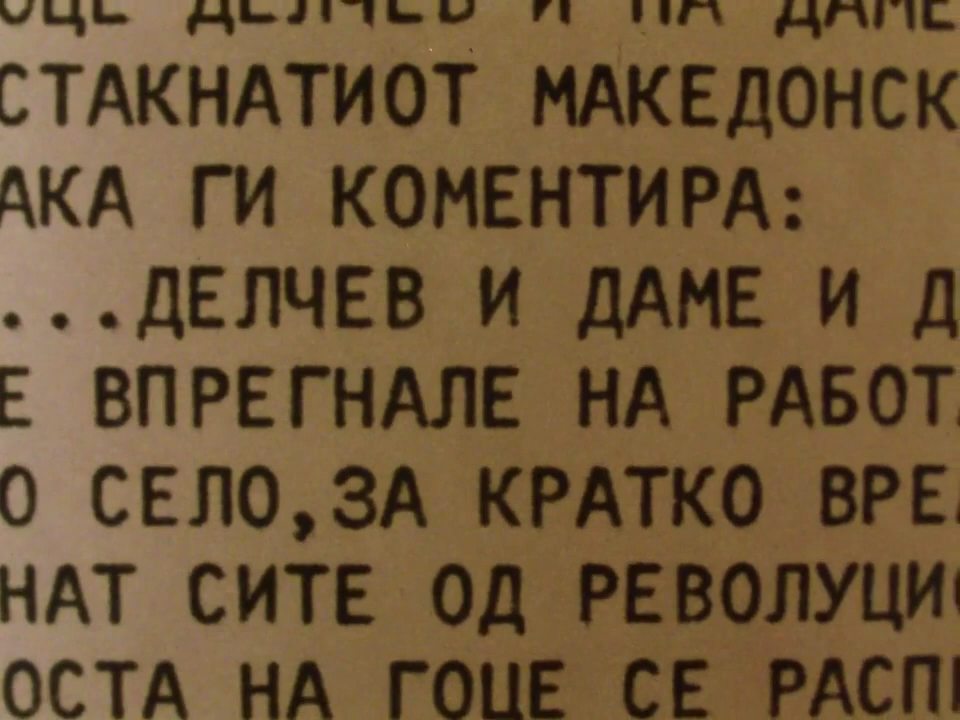 ОЦЕ ДЕЛЧЕВ И НА ДАМЕ
СТАКНАТИОТ МАКЕДОНСК
АКА ГИ КОМЕНТИРА:
...ДЕЛЧЕВ И ДАМЕ И Д
Е ВПРЕГНАЛЕ НА РАБОТ
О СЕЛО,ЗА КРАТКО ВРЕ
НАТ СИТЕ ОД РЕВОЛУЦИ
ОСТА НА ГОЦЕ СЕ РАСП